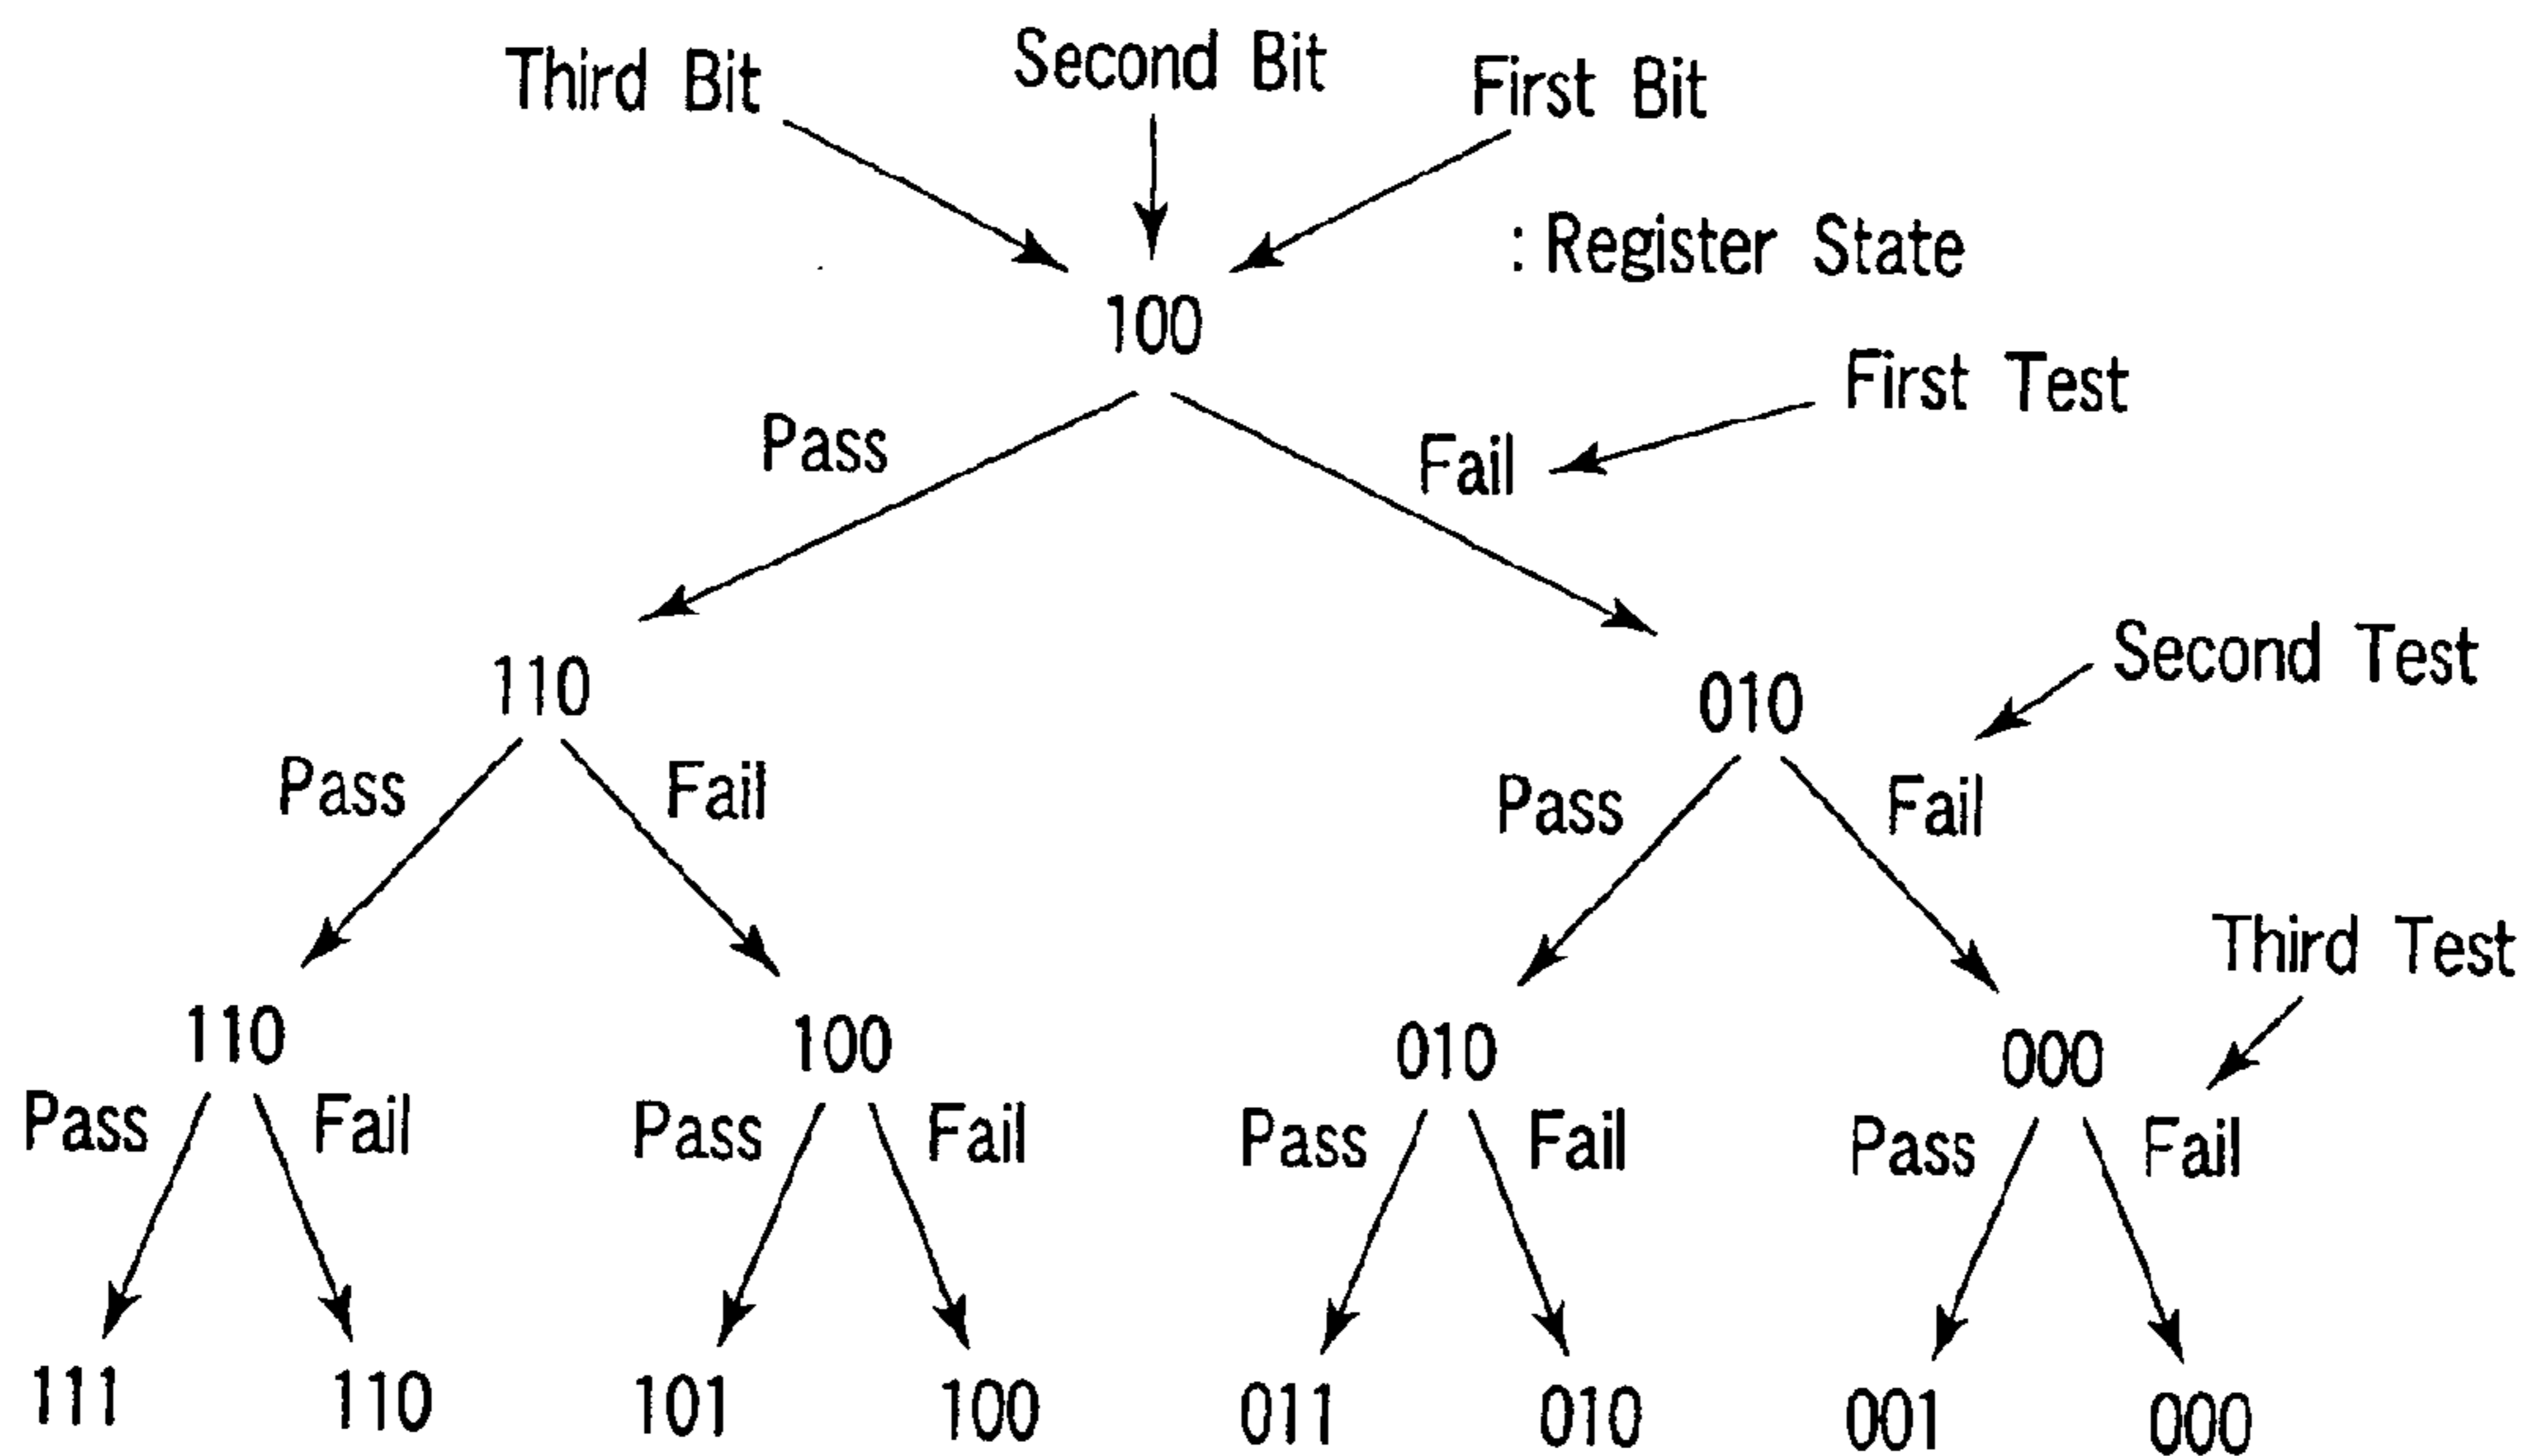 Third Bit
Second Bit
First Bit
: Register State
100
First Test
Pass
Fail
Second Test
110
010
Pass
Fail
Pass
Fail
Third Test
110
100
010
000
Pass
Fail
Pass
Fail
Pass
Fail
Pass
Fail
111
110
101
100
011
010
001
000